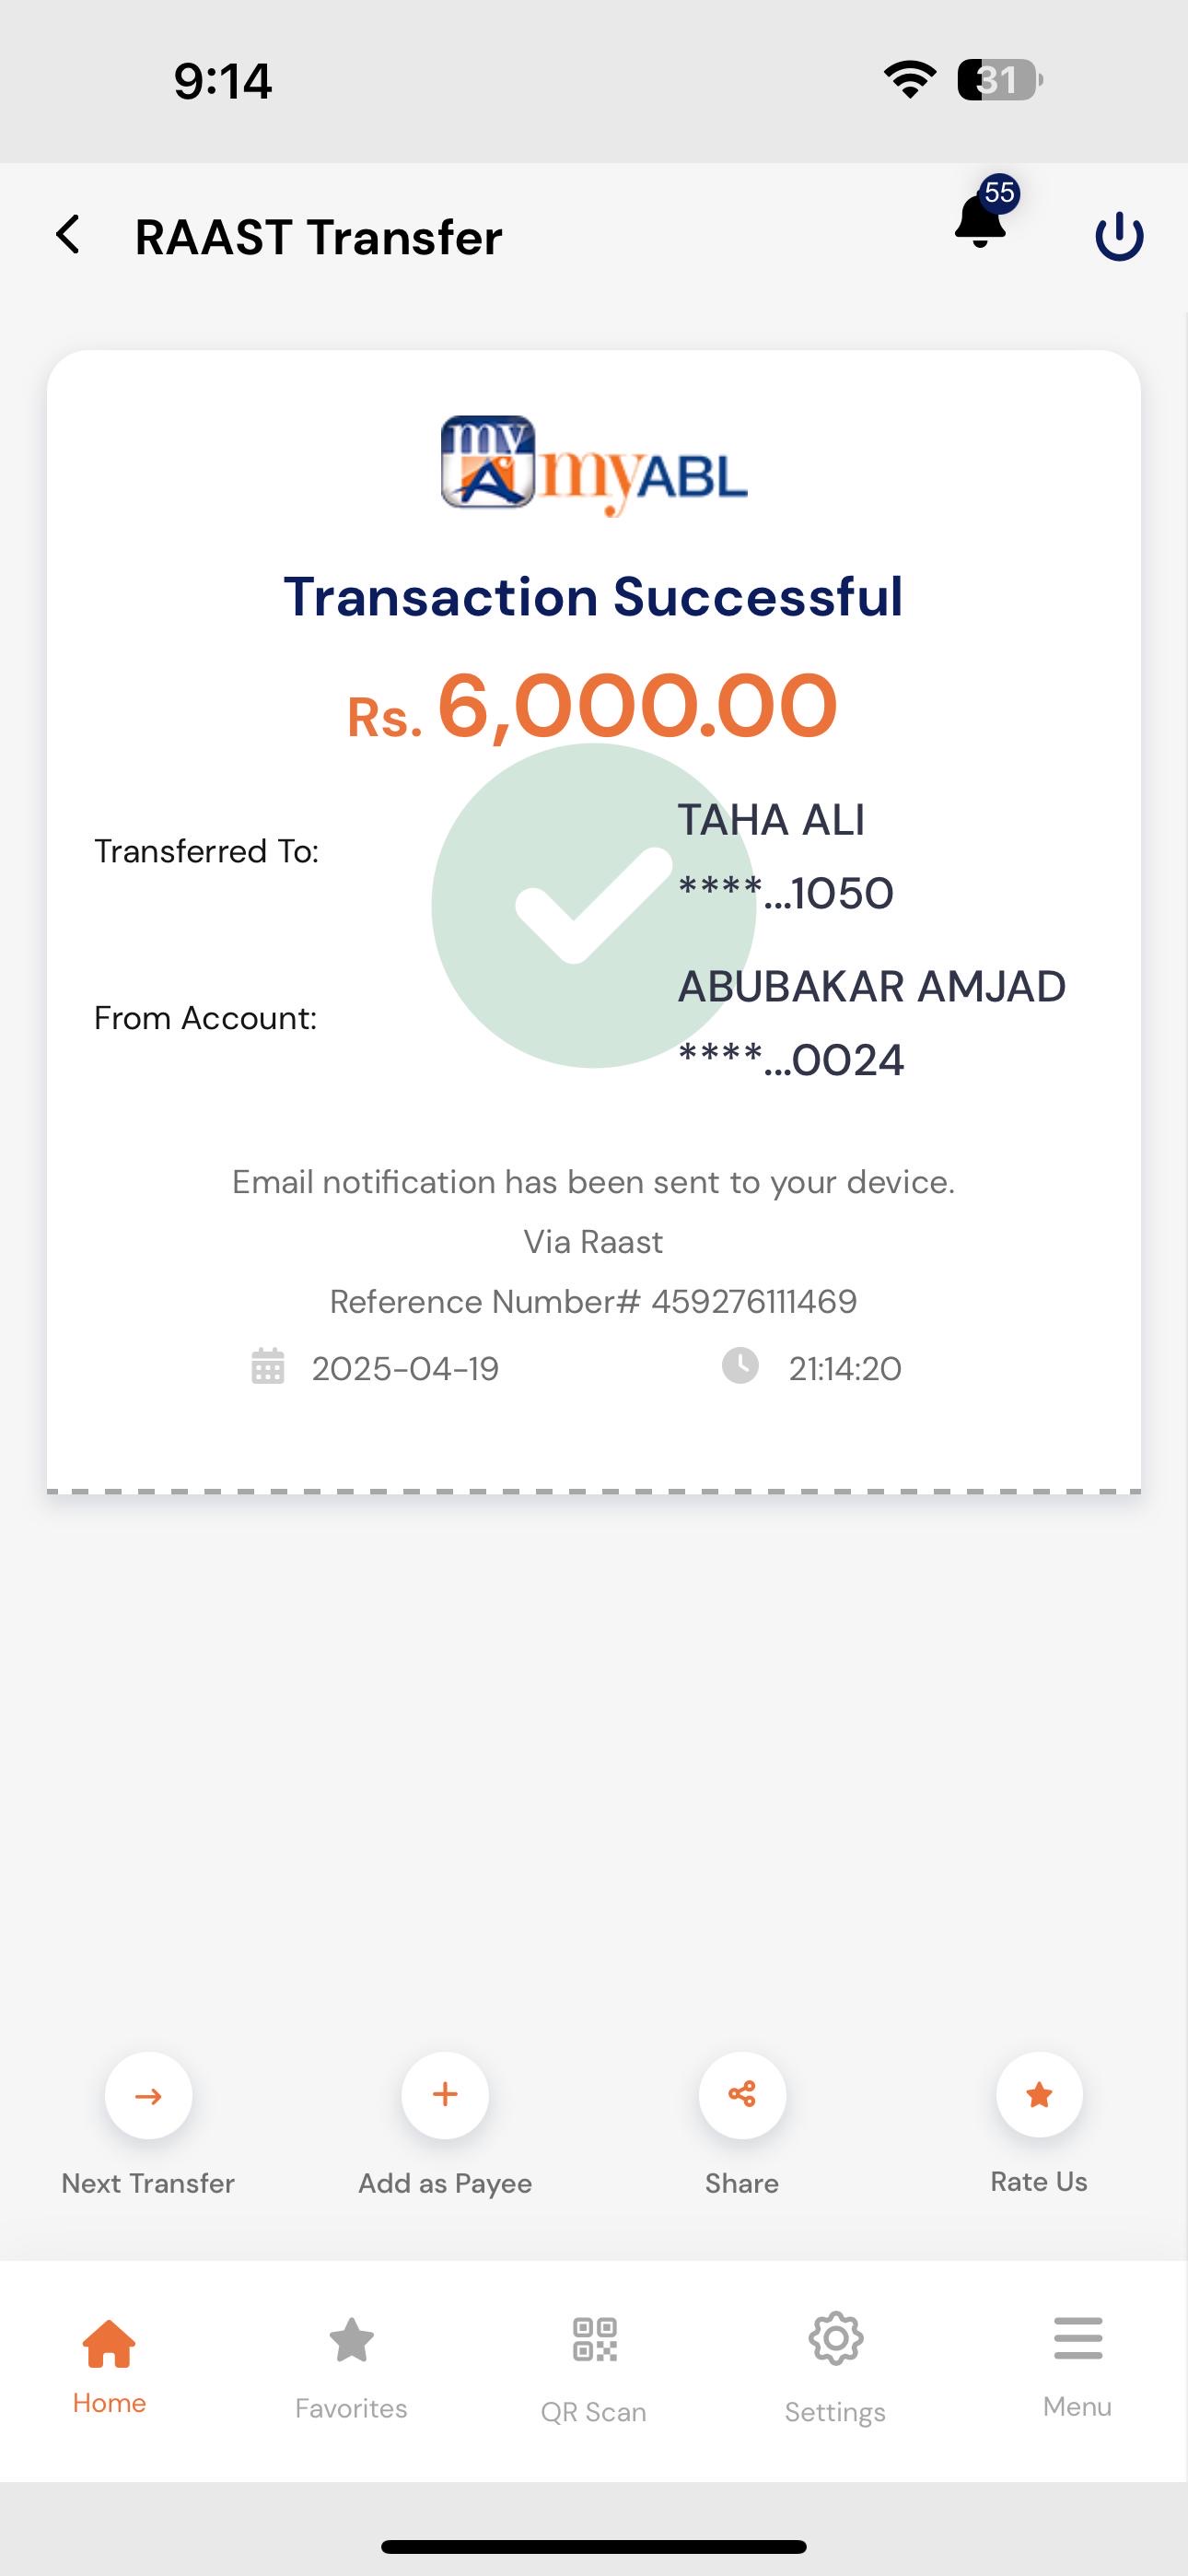 9:14
31
RAAST Transfer
55
my
myABL
Transaction Successful
Rs. 6,000.00
Transferred To:
TAHA ALI
****...1050
From Account:
ABUBAKAR AMJAD
****...0024
Email notification has been sent to your device.
Via Raast
Reference Number# 459276111469
2025-04-19 21:14:20
Next Transfer Add as Payee Share Rate Us
Home Favorites QR Scan Settings Menu